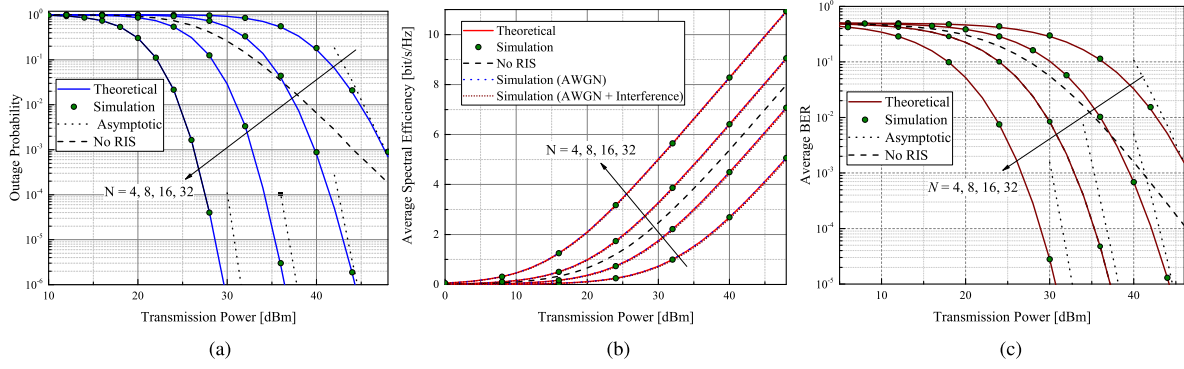 Outage Probability
10^0
10^-1
10^-2
10^-3
10^-4
10^-5
10^-6
Theoretical
Simulation
Asymptotic
No RIS
N = 4, 8, 16, 32
10 20 30 40
Transmission Power [dBm]
(a)
Average Spectral Efficiency [bit/s/Hz]
10
8
6
4
2
0
Theoretical
Simulation
No RIS
Simulation (AWGN)
Simulation (AWGN + Interference)
N = 4, 8, 16, 32
0 10 20 30 40
Transmission Power [dBm]
(b)
Average BER
10^0
10^-1
10^-2
10^-3
10^-4
10^-5
Theoretical
Simulation
Asymptotic
No RIS
N = 4, 8, 16, 32
10 20 30 40
Transmission Power [dBm]
(c)